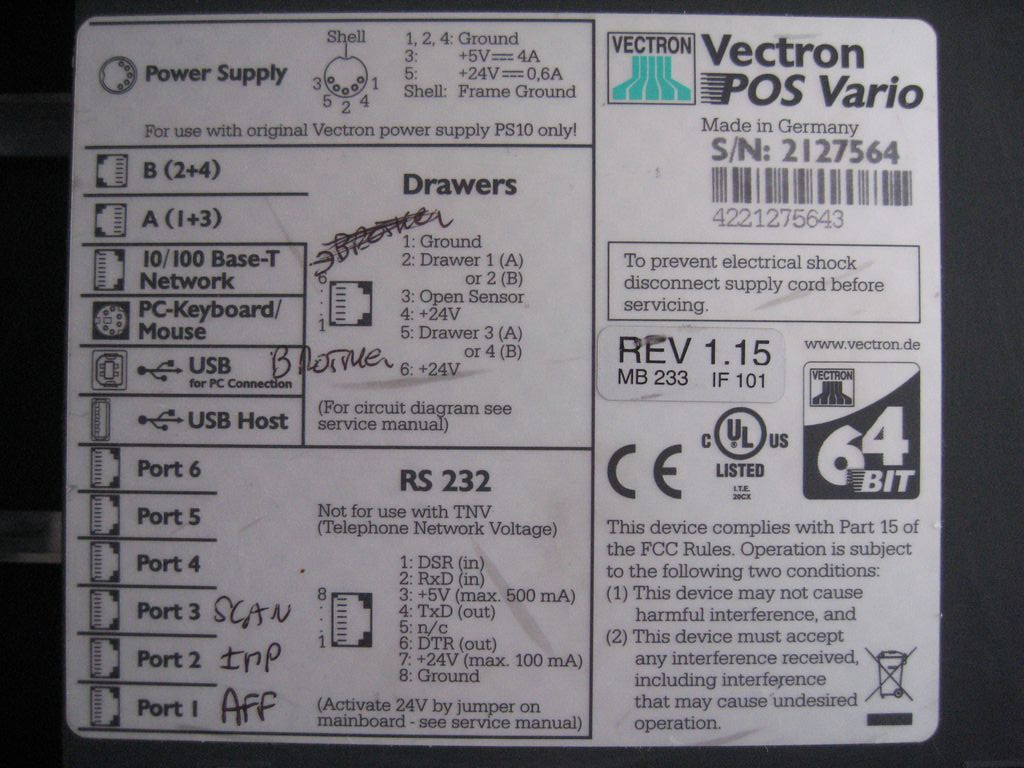 Power Supply
Shell
3 1
5 2 4
1, 2, 4: Ground
3: +5V⎓4A
5: +24V⎓0,6A
Shell: Frame Ground
For use with original Vectron power supply PS10 only!
B (2+4)
A (1+3)
10/100 Base-T
Network
PC-Keyboard/
Mouse
USB
for PC Connection
Brother
USB Host
Drawers
Brother
6
1
1: Ground
2: Drawer 1 (A)
or 2 (B)
3: Open Sensor
4: +24V
5: Drawer 3 (A)
or 4 (B)
6: +24V
(For circuit diagram see
service manual)
Port 6
Port 5
Port 4
Port 3 SCAN
Port 2 IMP
Port 1 AFF
RS 232
Not for use with TNV
(Telephone Network Voltage)
8
1
1: DSR (in)
2: RxD (in)
3: +5V (max. 500 mA)
4: TxD (out)
5: n/c
6: DTR (out)
7: +24V (max. 100 mA)
8: Ground
(Activate 24V by jumper on
mainboard - see service manual)
VECTRON
Vectron
POS Vario
Made in Germany
S/N: 2127564
4221275643
To prevent electrical shock
disconnect supply cord before
servicing.
REV 1.15
MB 233 IF 101
www.vectron.de
VECTRON
64
BIT
CE
C UL US
®
LISTED
I.T.E.
20CX
This device complies with Part 15 of
the FCC Rules. Operation is subject
to the following two conditions:
(1) This device may not cause
harmful interference, and
(2) This device must accept
any interference received,
including interference
that may cause undesired
operation.